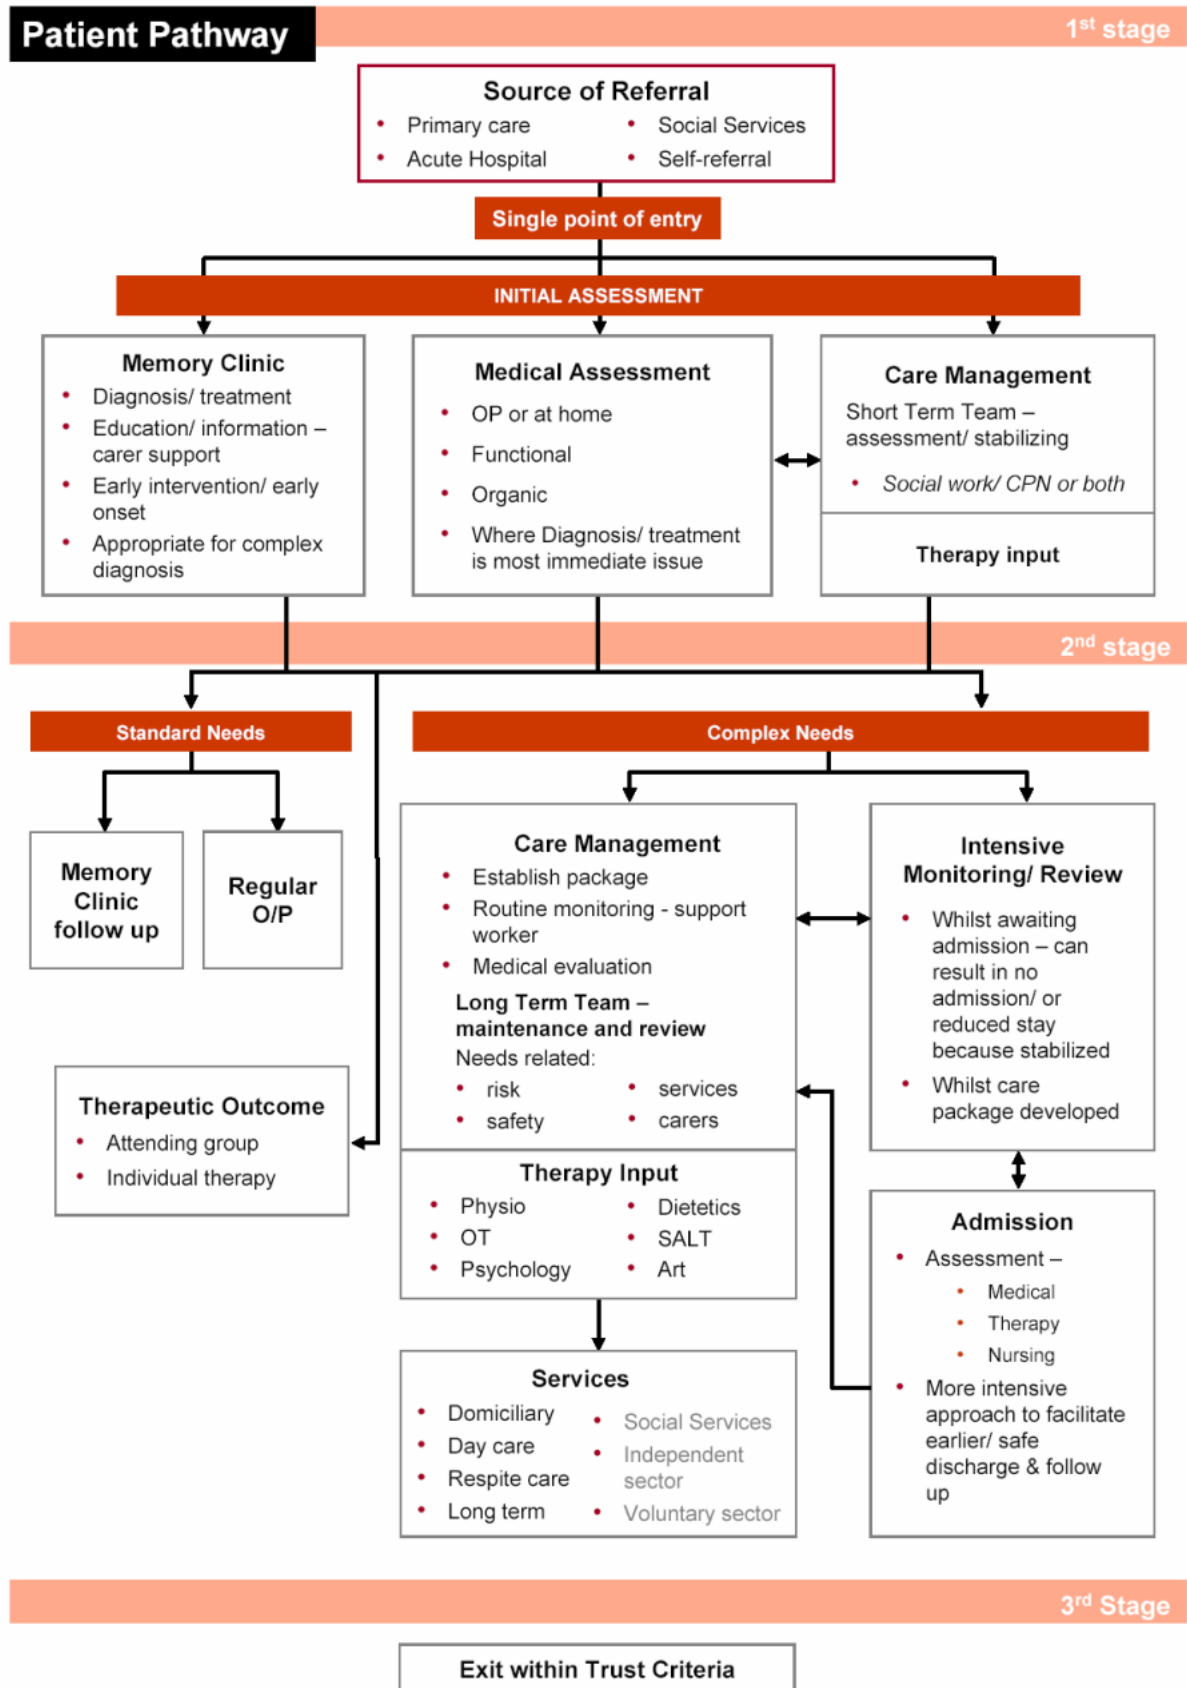 Patient Pathway
1st stage
Source of Referral
Primary care
Acute Hospital
Social Services
Self-referral
Single point of entry
INITIAL ASSESSMENT
Memory Clinic
Diagnosis/ treatment
Education/ information –
carer support
Early intervention/ early
onset
Appropriate for complex
diagnosis
Medical Assessment
OP or at home
Functional
Organic
Where Diagnosis/ treatment
is most immediate issue
Care Management
Short Term Team –
assessment/ stabilizing
Social work/ CPN or both
Therapy input
2nd stage
Standard Needs
Complex Needs
Memory
Clinic
follow up
Regular
O/P
Therapeutic Outcome
Attending group
Individual therapy
Care Management
Establish package
Routine monitoring - support
worker
Medical evaluation
Long Term Team –
maintenance and review
Needs related:
risk
safety
services
carers
Therapy Input
Physio
OT
Psychology
Dietetics
SALT
Art
Services
Domiciliary
Day care
Respite care
Long term
Social Services
Independent
sector
Voluntary sector
Intensive
Monitoring/ Review
Whilst awaiting
admission – can
result in no
admission/ or
reduced stay
because stabilized
Whilst care
package developed
Admission
Assessment –
Medical
Therapy
Nursing
More intensive
approach to facilitate
earlier/ safe
discharge & follow
up
3rd Stage
Exit within Trust Criteria